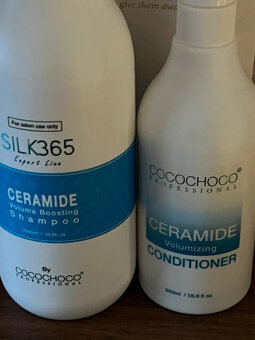 give them awa
For salon use only
SILK365
Expert Line
CERAMIDE
Volume Boosting
Shampoo
By
COCOCHOCO
PROFESSIONAL
COCOCHOCO
PROFESSIONAL
CERAMIDE
Volumizing
CONDITIONER
500ml / 16.9 fl oz